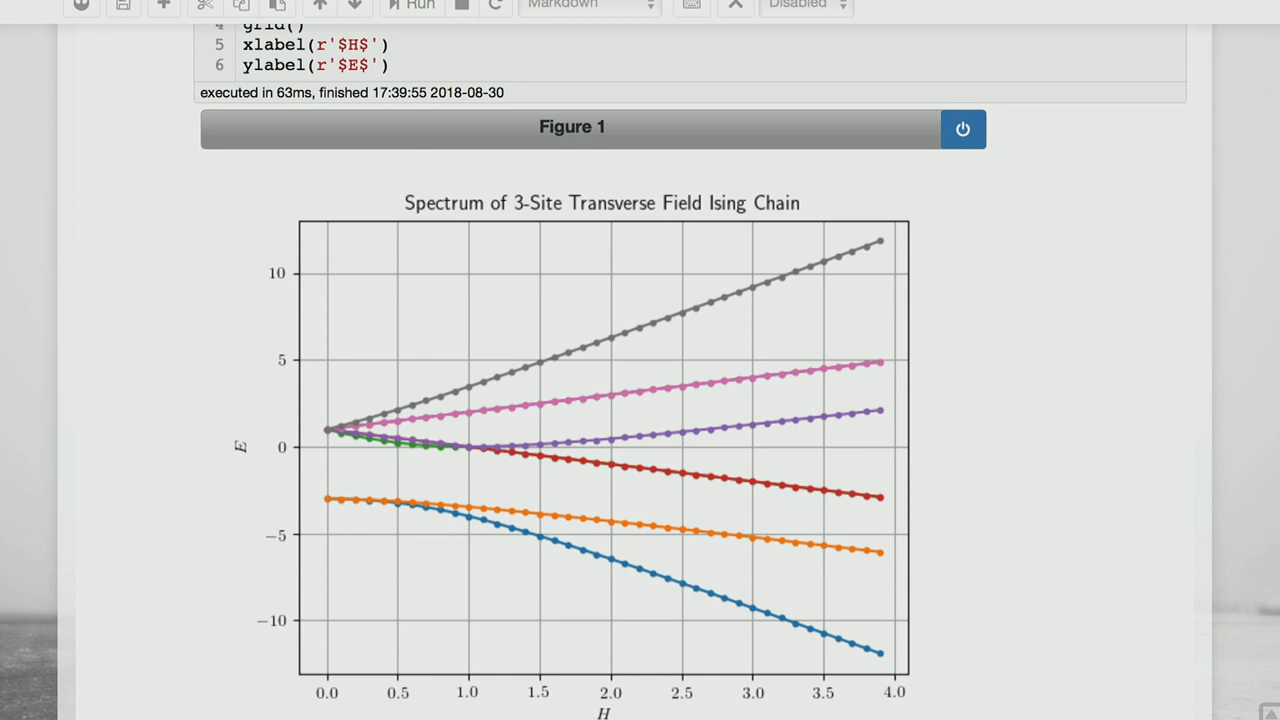 Run Markdown Disabled
4 grid()
5 xlabel(r'$H$')
6 ylabel(r'$E$')
executed in 63ms, finished 17:39:55 2018-08-30
Figure 1
Spectrum of 3-Site Transverse Field Ising Chain
10
5
E
0
−5
−10
0.0 0.5 1.0 1.5 2.0 2.5 3.0 3.5 4.0
H